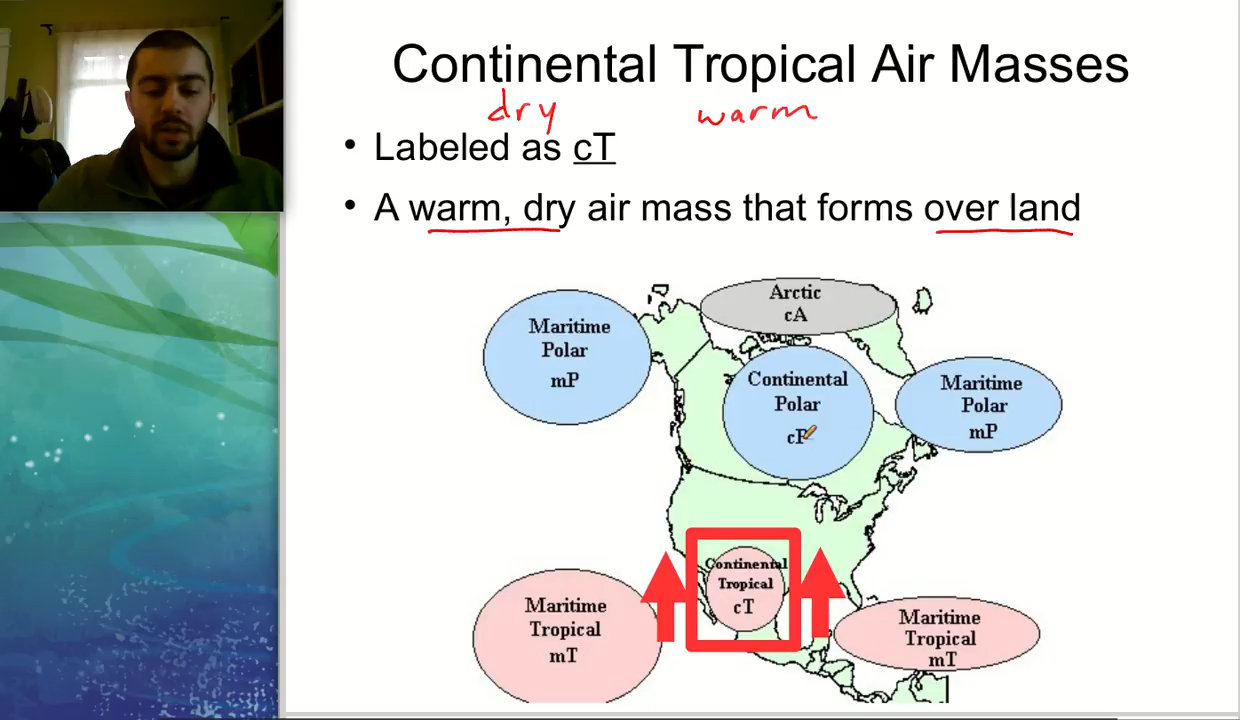 Continental Tropical Air Masses
dry warm
• Labeled as cT
• A warm, dry air mass that forms over land
Arctic
cA
Maritime
Polar
mP
Continental
Polar
cP
Maritime
Polar
mP
Continental
Tropical
cT
Maritime
Tropical
mT
Maritime
Tropical
mT